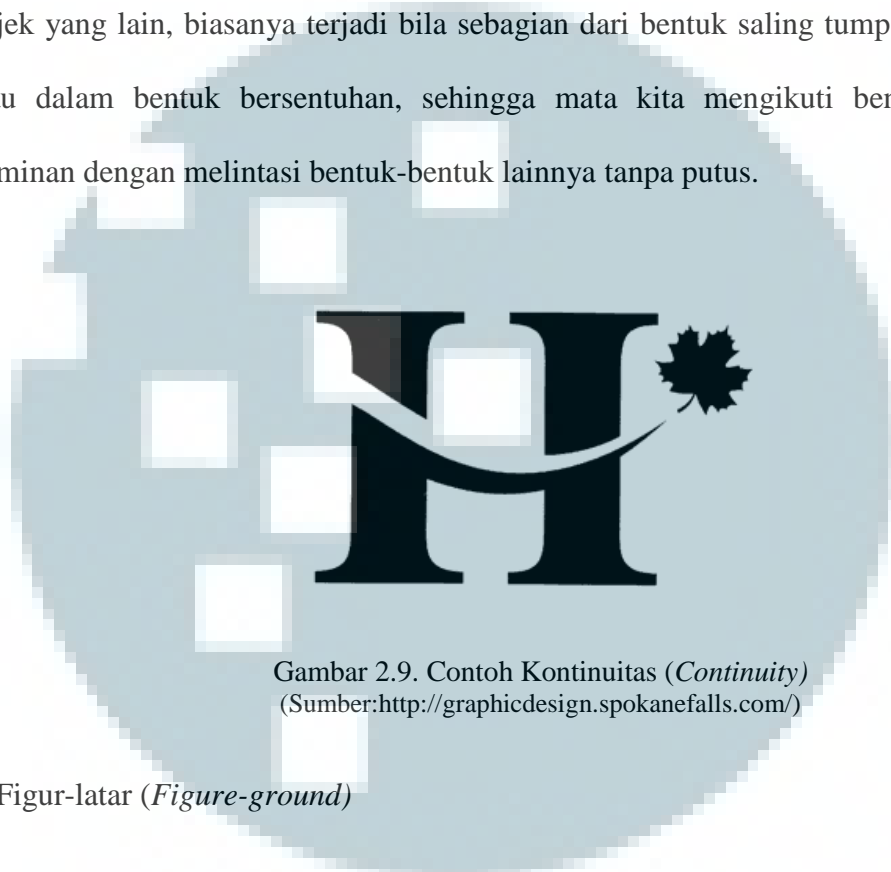 jek yang lain, biasanya terjadi bila sebagian dari bentuk saling tump
u dalam bentuk bersentuhan, sehingga mata kita mengikuti ben
minan dengan melintasi bentuk-bentuk lainnya tanpa putus.
H
Gambar 2.9. Contoh Kontinuitas (Continuity)
(Sumber:http://graphicdesign.spokanefalls.com/)
Figur-latar (Figure-ground)